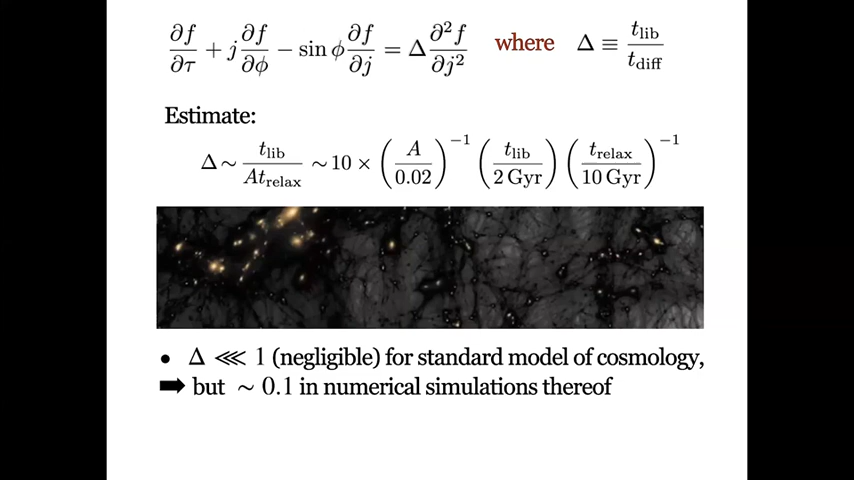 ∂f/∂τ + j ∂f/∂ϕ − sin ϕ ∂f/∂j = Δ ∂²f/∂j² where Δ ≡ t_lib/t_diff
Estimate:
Δ ~ t_lib/(A t_relax) ~ 10 × (A/0.02)⁻¹ (t_lib/2 Gyr) (t_relax/10 Gyr)⁻¹
• Δ ⋘ 1 (negligible) for standard model of cosmology,
➡ but ~ 0.1 in numerical simulations thereof